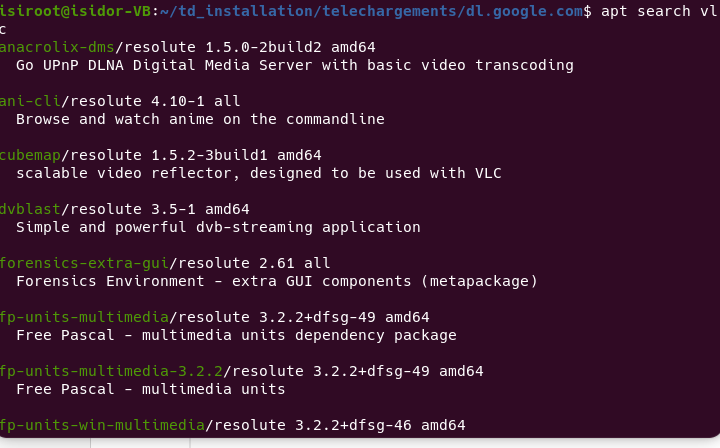 isiroot@isidor-VB:~/td_installation/telechargements/dl.google.com$ apt search vl
c
anacrolix-dms/resolute 1.5.0-2build2 amd64
  Go UPnP DLNA Digital Media Server with basic video transcoding
ani-cli/resolute 4.10-1 all
  Browse and watch anime on the commandline
cubemap/resolute 1.5.2-3build1 amd64
  scalable video reflector, designed to be used with VLC
dvblast/resolute 3.5-1 amd64
  Simple and powerful dvb-streaming application
forensics-extra-gui/resolute 2.61 all
  Forensics Environment - extra GUI components (metapackage)
fp-units-multimedia/resolute 3.2.2+dfsg-49 amd64
  Free Pascal - multimedia units dependency package
fp-units-multimedia-3.2.2/resolute 3.2.2+dfsg-49 amd64
  Free Pascal - multimedia units
fp-units-win-multimedia/resolute 3.2.2+dfsg-46 amd64